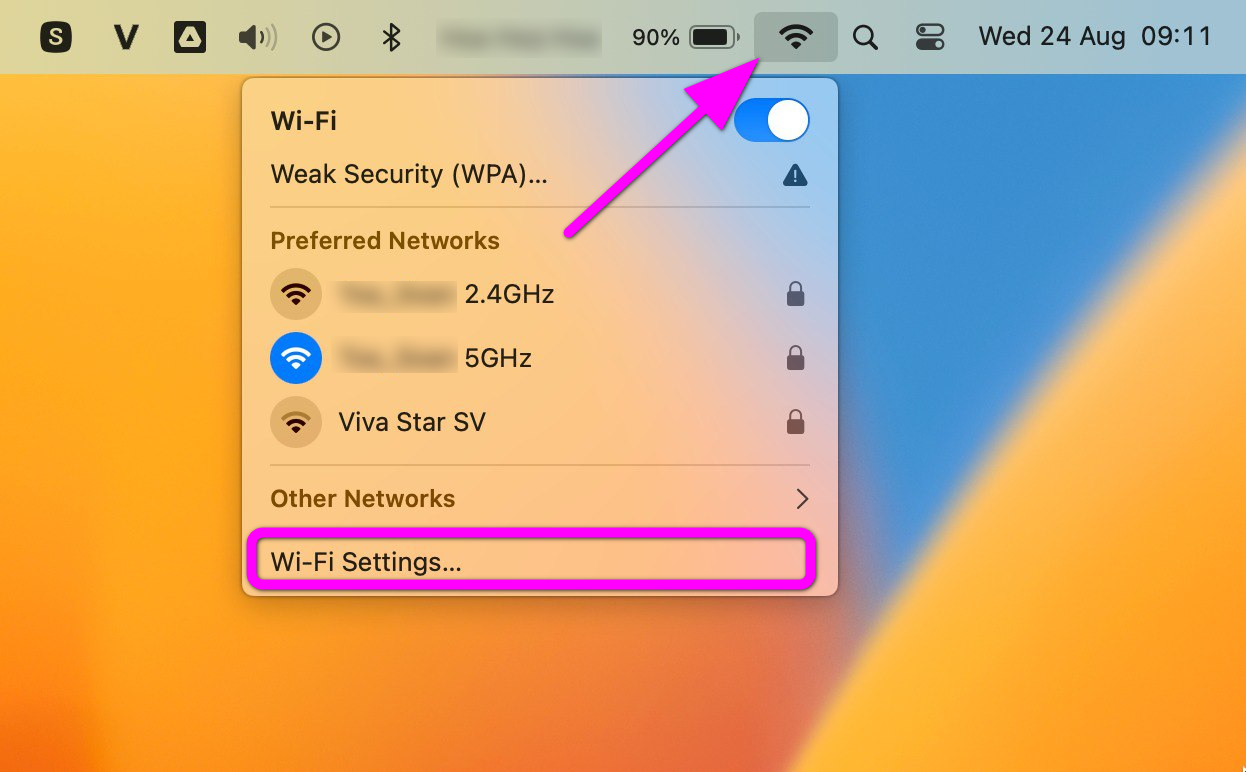 S V 90% Wed 24 Aug 09:11
Wi-Fi
Weak Security (WPA)...
Preferred Networks
2.4GHz
5GHz
Viva Star SV
Other Networks
Wi-Fi Settings...